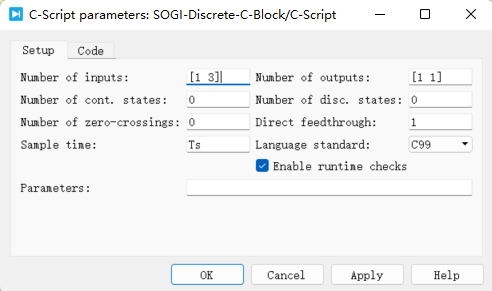 C-Script parameters: SOGI-Discrete-C-Block/C-Script
Setup Code
Number of inputs: [1 3] Number of outputs: [1 1]
Number of cont. states: 0 Number of disc. states: 0
Number of zero-crossings: 0 Direct feedthrough: 1
Sample time: Ts Language standard: C99
Enable runtime checks
Parameters:
OK Cancel Apply Help